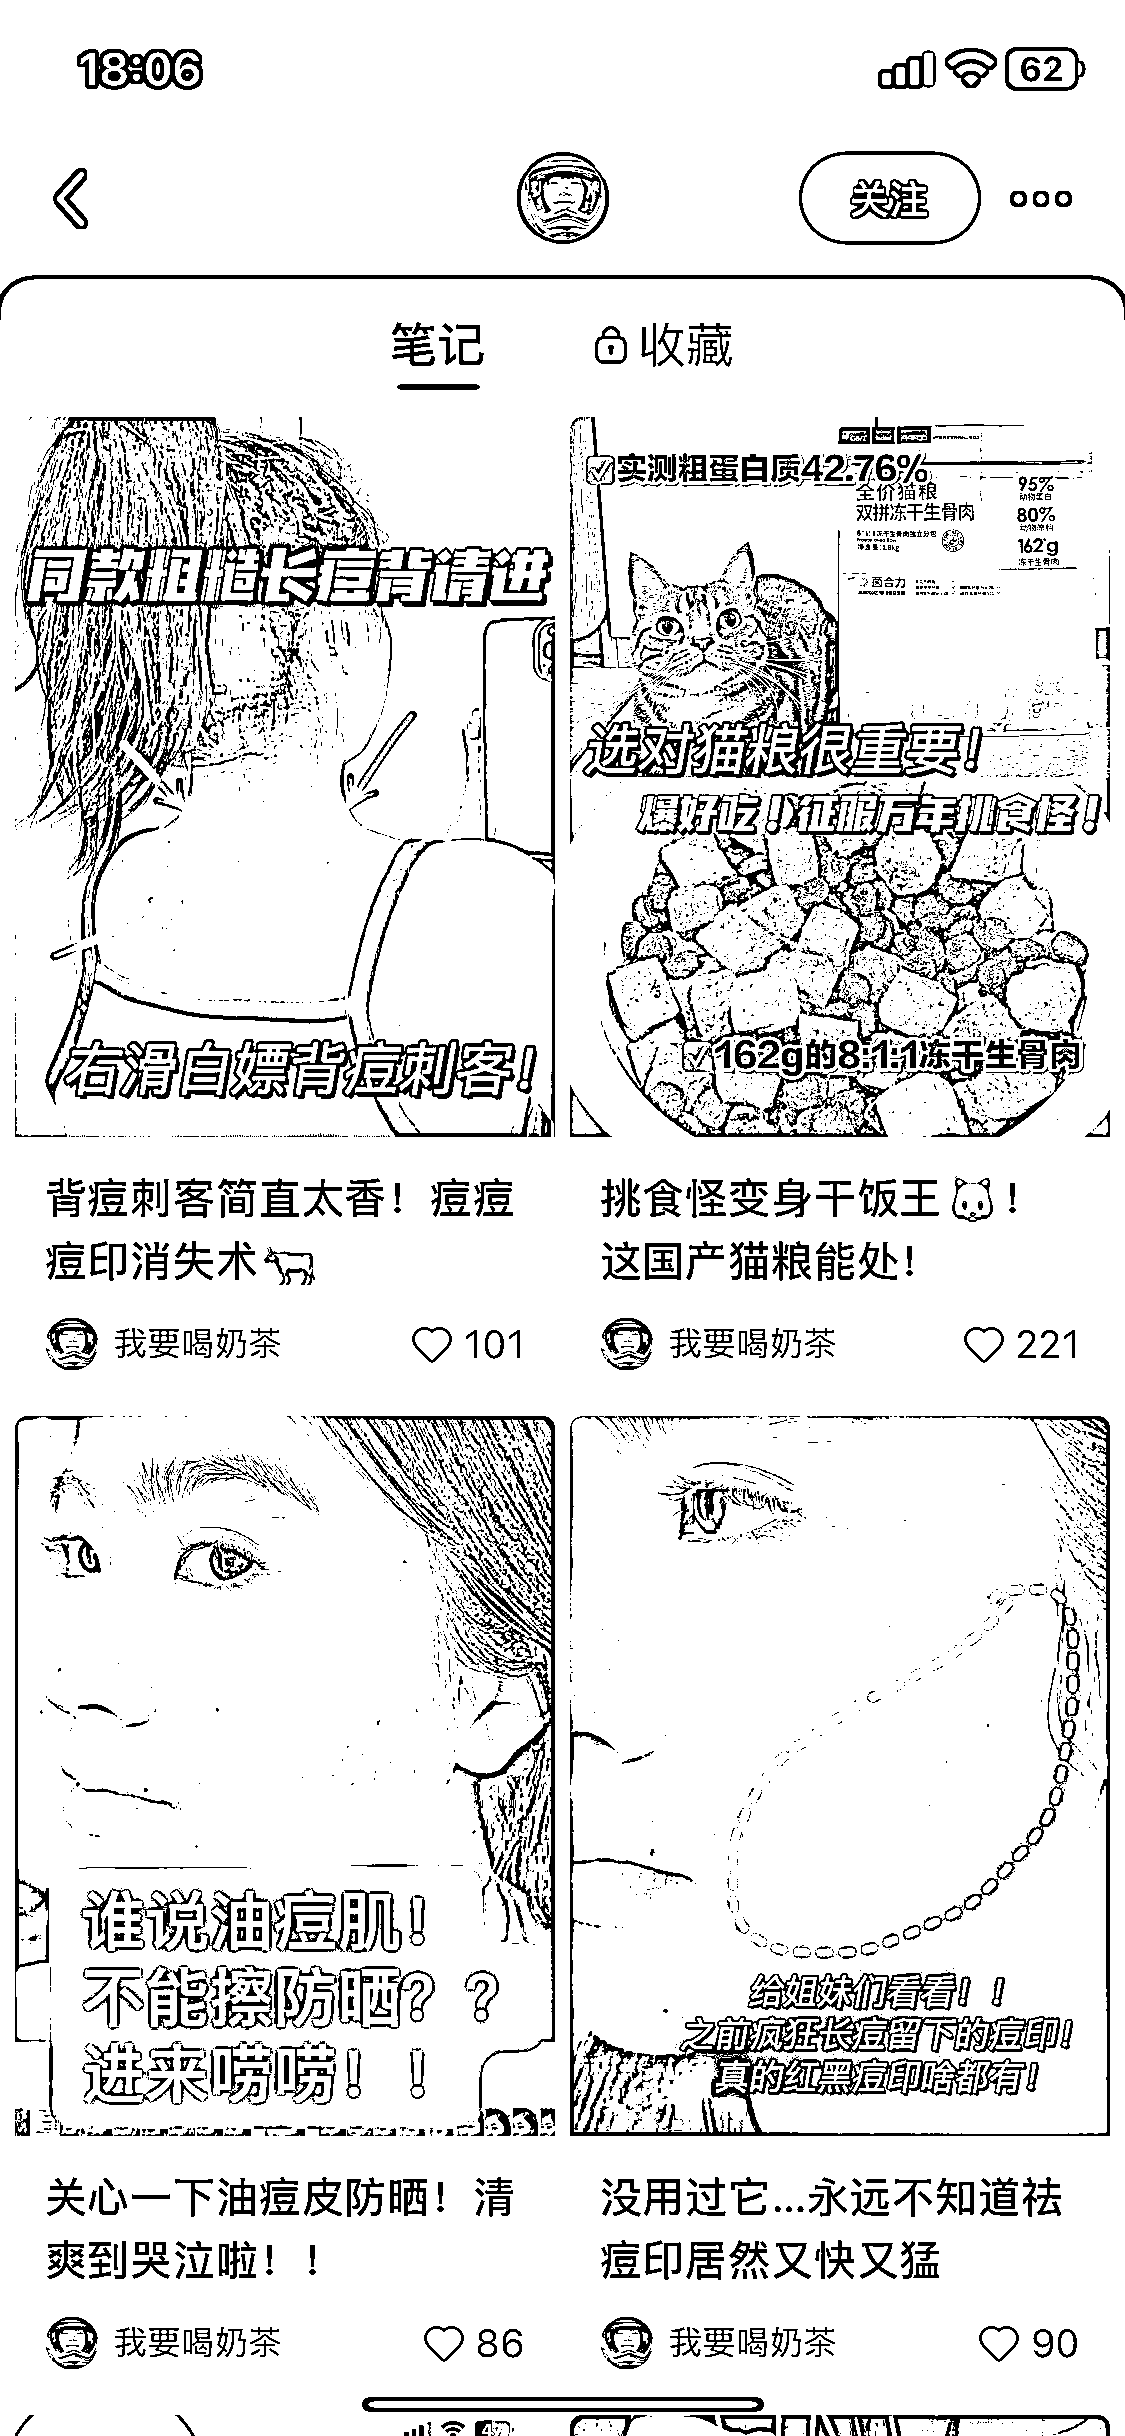 18:06
62
关注
笔记
收藏
同款粗糙长痘背请进
右滑白嫖背痘刺客!
背痘刺客简直太香！痘痘
痘印消失术🐂
我要喝奶茶
101
☑实测粗蛋白质42.76%
全价猫粮
双拼冻干生骨肉
95%
动物蛋白
80%
162g
冻干生骨肉
选对猫粮很重要!
爆好吃!征服万年挑食怪!
☑162g的8:1:1冻干生骨肉
挑食怪变身干饭王🐱！
这国产猫粮能处！
我要喝奶茶
221
谁说油痘肌！
不能擦防晒？？
进来唠唠！！
关心一下油痘皮防晒！清
爽到哭泣啦！！
我要喝奶茶
86
给姐妹们看看！！
之前疯狂长痘留下的痘印!
真的红黑痘印啥都有!
没用过它...永远不知道祛
痘印居然又快又猛
我要喝奶茶
90
47